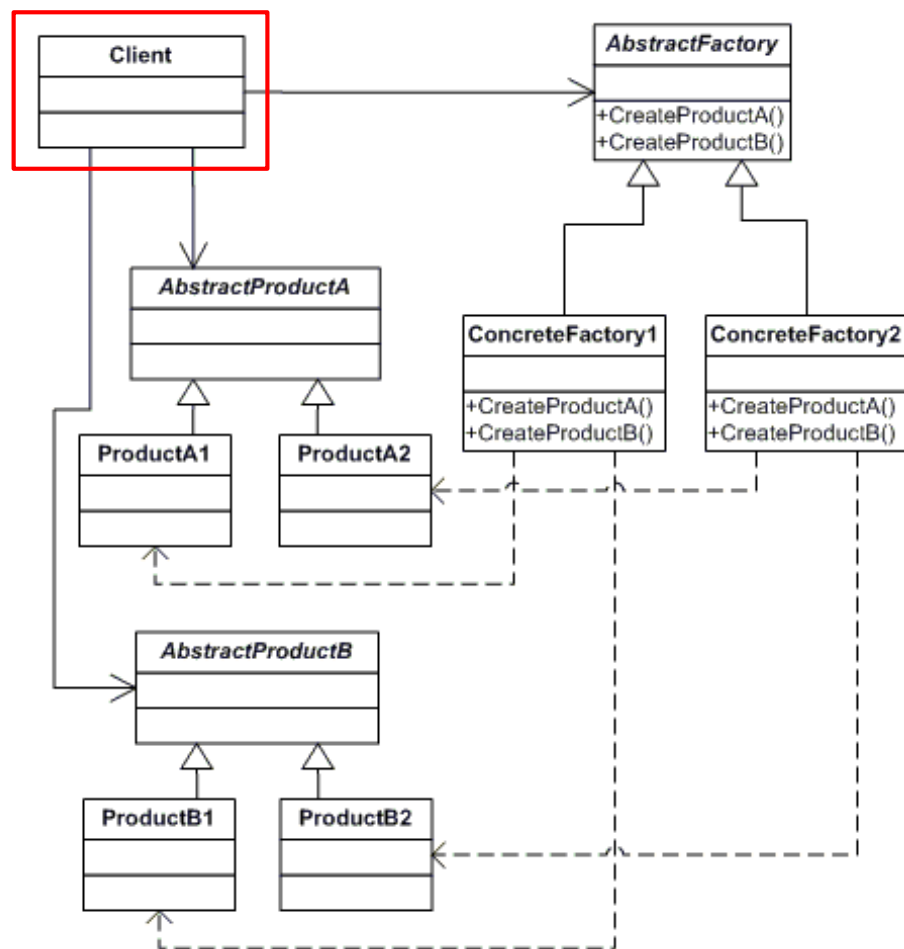 Client
AbstractFactory
+CreateProductA()
+CreateProductB()
AbstractProductA
ConcreteFactory1
+CreateProductA()
+CreateProductB()
ConcreteFactory2
+CreateProductA()
+CreateProductB()
ProductA1
ProductA2
AbstractProductB
ProductB1
ProductB2